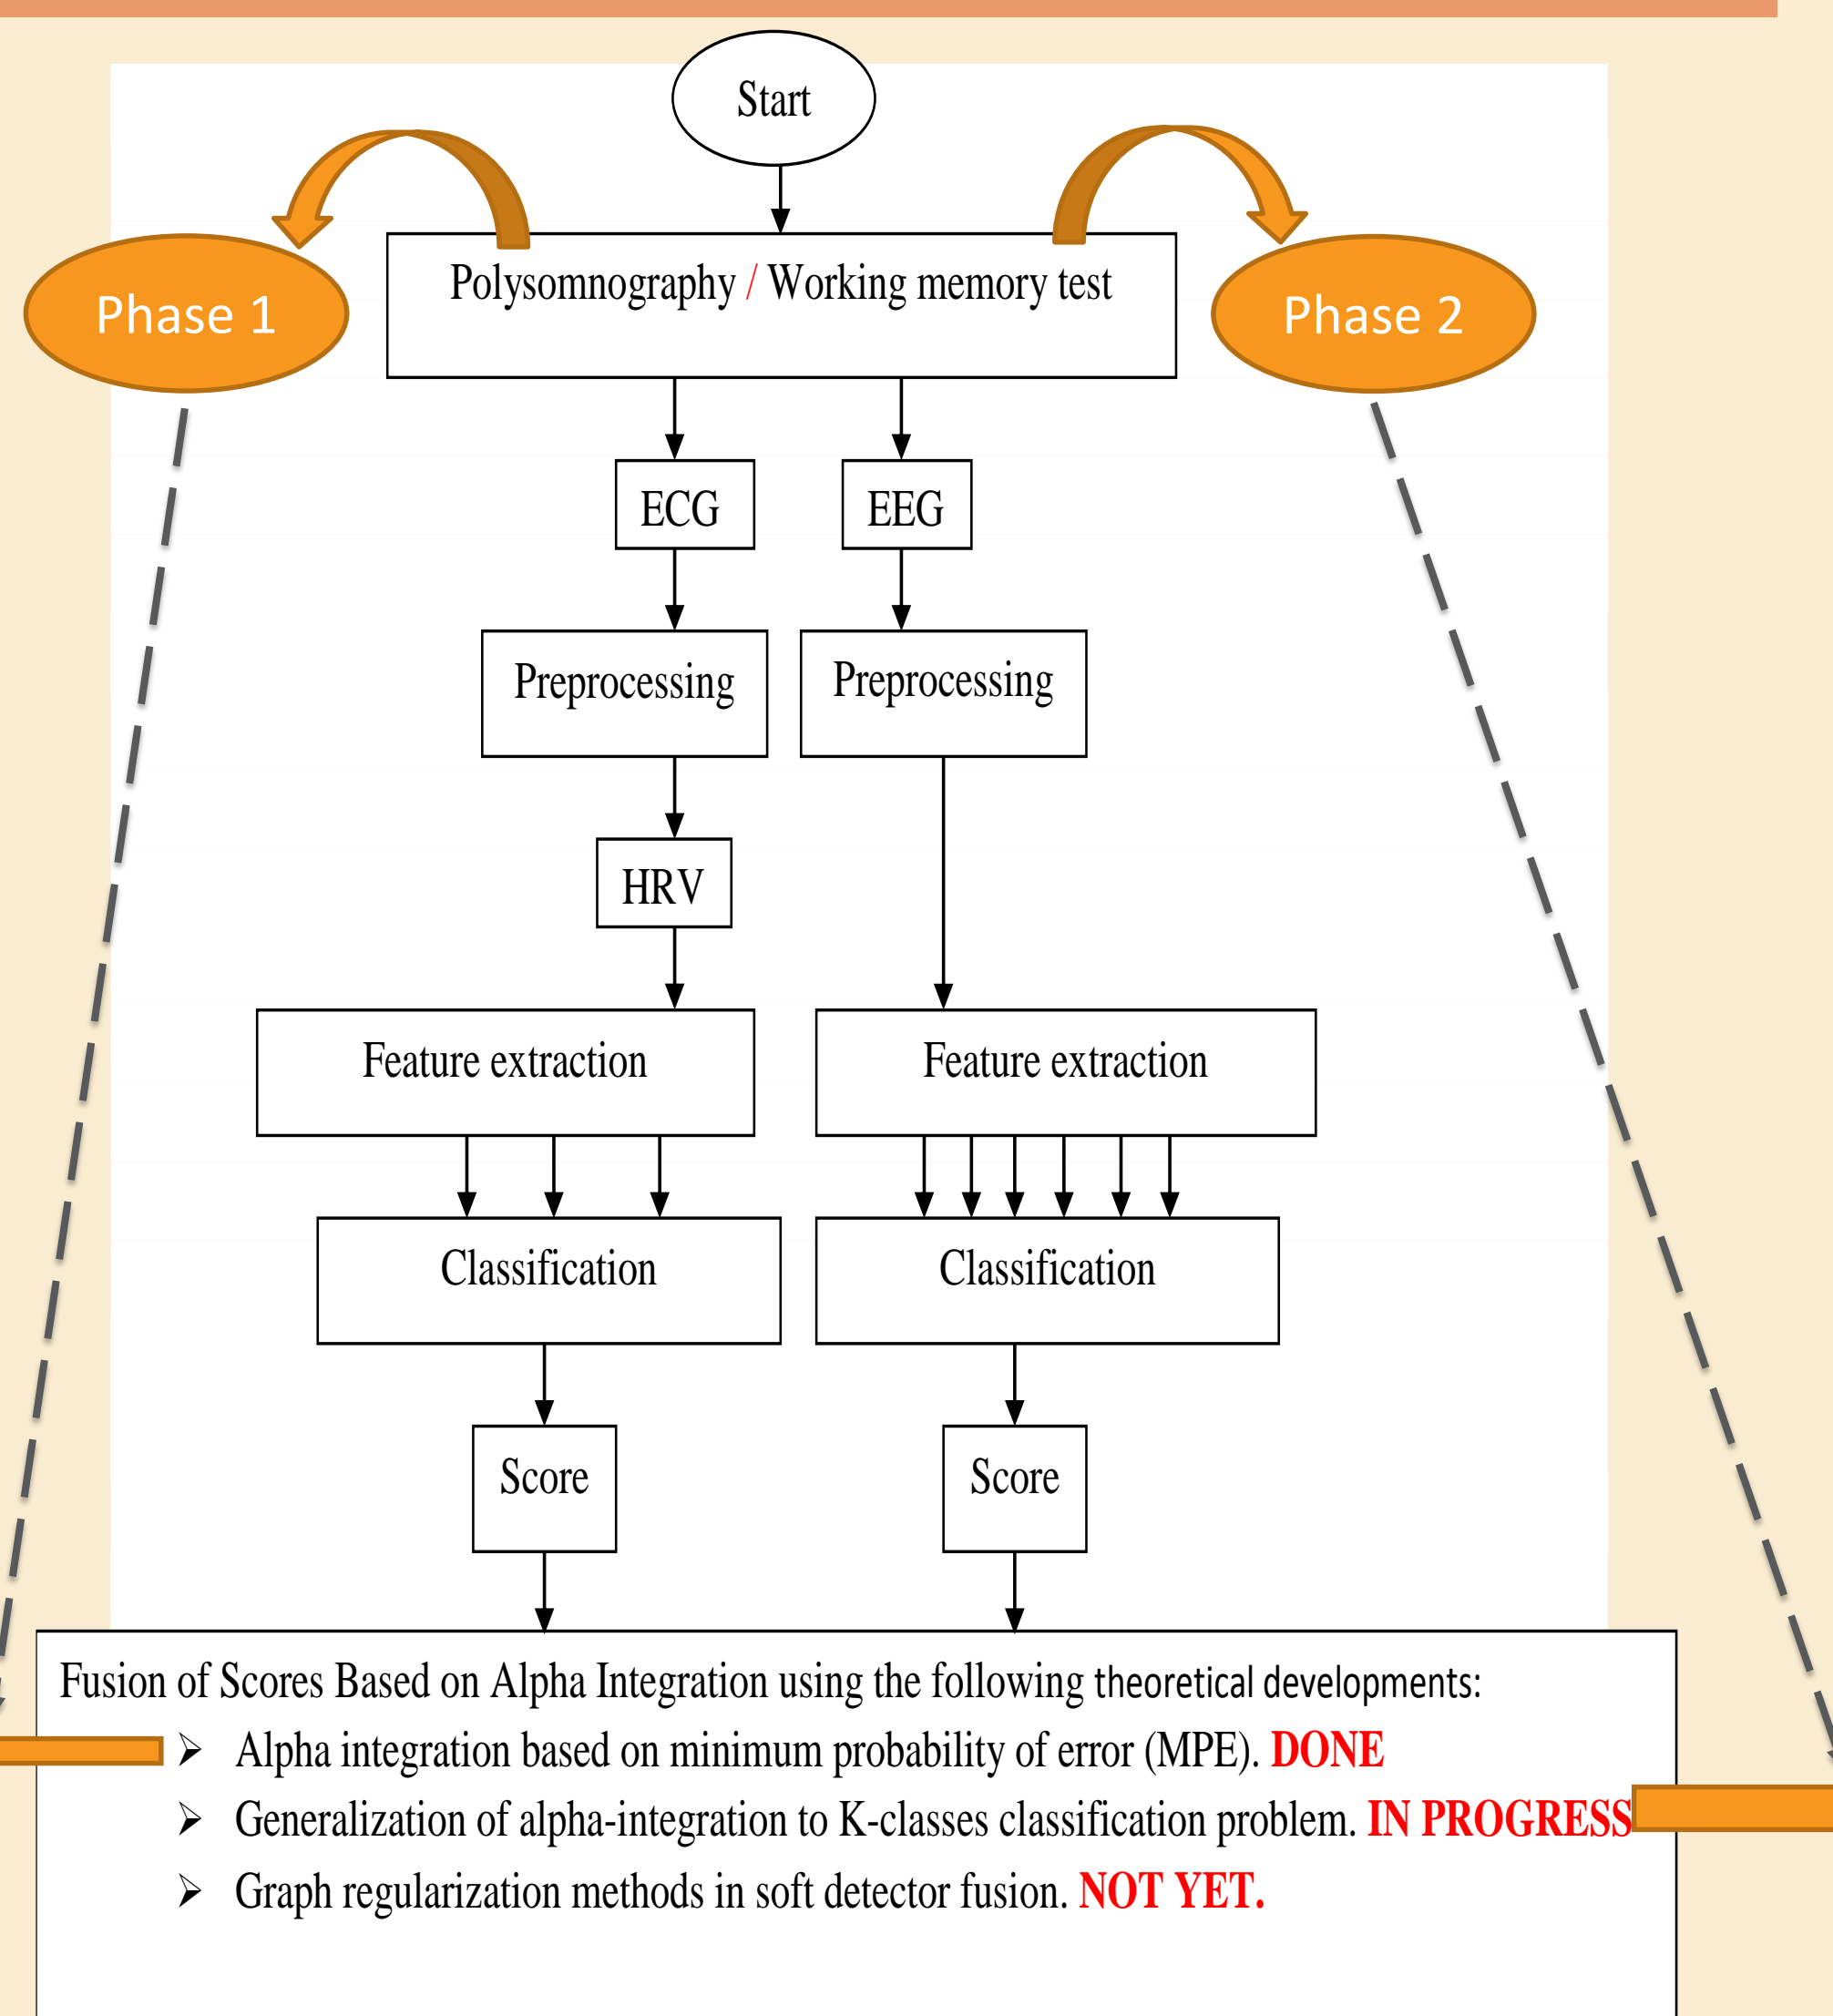 Start
Phase 1
Polysomnography / Working memory test
Phase 2
ECG
EEG
Preprocessing
Preprocessing
HRV
Feature extraction
Feature extraction
Classification
Classification
Score
Score
Fusion of Scores Based on Alpha Integration using the following theoretical developments:
➢ Alpha integration based on minimum probability of error (MPE). DONE
➢ Generalization of alpha-integration to K-classes classification problem. IN PROGRESS
➢ Graph regularization methods in soft detector fusion. NOT YET.